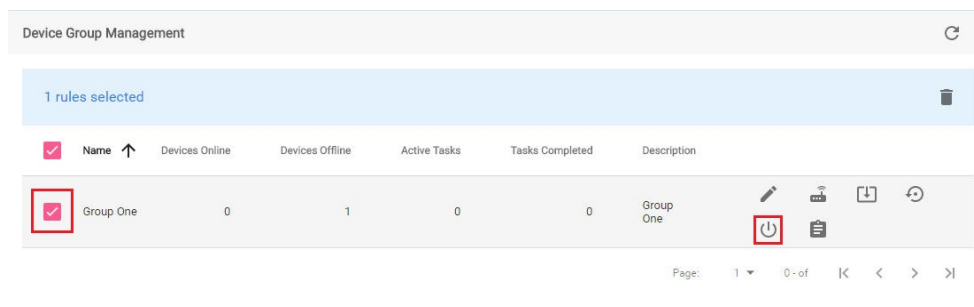 Device Group Management
1 rules selected
Name Devices Online Devices Offline Active Tasks Tasks Completed Description
Group One 0 1 0 0 Group
One
Page: 1 0 - of